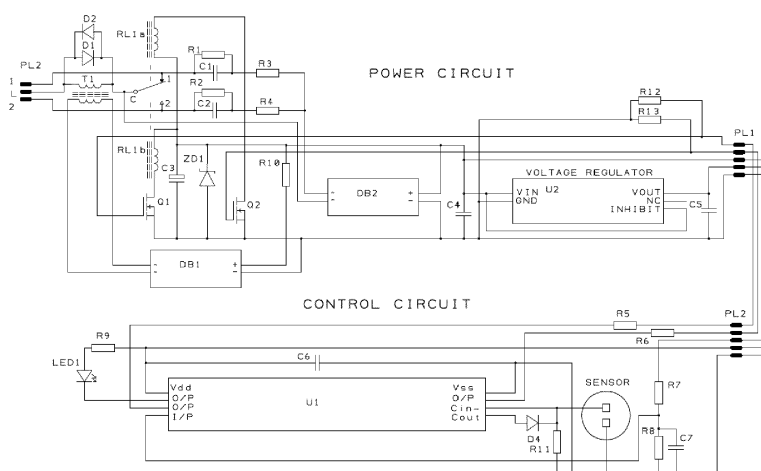 D2
D1
RL1a
R1
C1
R3
PL2
1
L
2
T1
L1
C
2
R2
C2
R4
POWER CIRCUIT
R12
R13
PL1
RL1b
C3
ZD1
R10
Q1
Q2
DB2
C4
VOLTAGE REGULATOR
VIN
GND
U2
VOUT
NC
INHIBIT
C5
DB1
CONTROL CIRCUIT
R5
PL2
R6
R9
LED1
C6
Vdd
O/P
O/P
I/P
U1
Vss
O/P
Cin-
Cout
SENSOR
R7
D4
R11
R8
C7